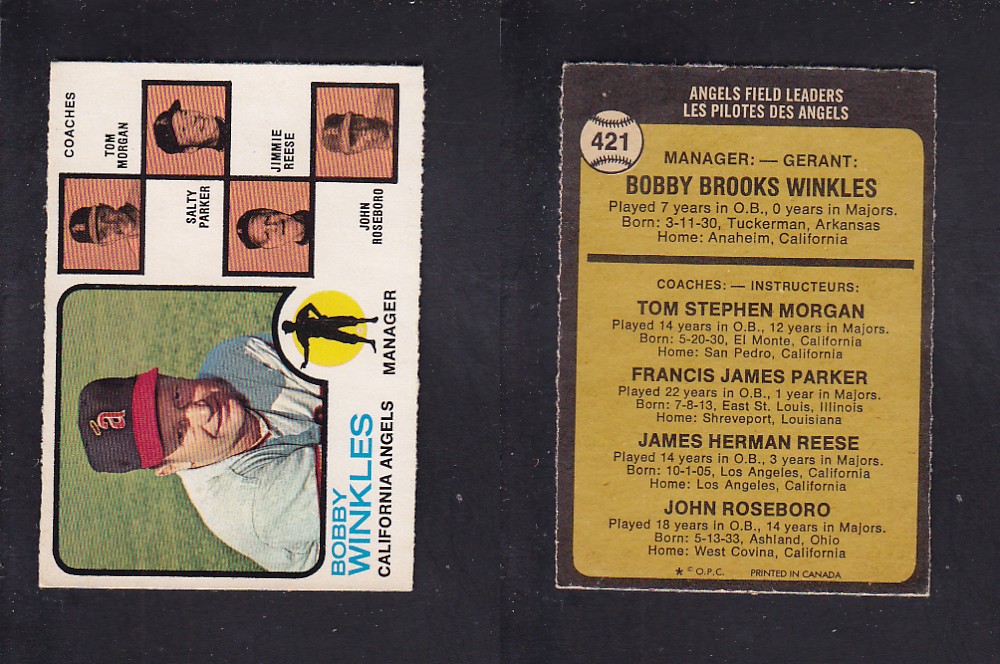 COACHES
TOM
MORGAN
JIMMIE
REESE
SALTY
PARKER
JOHN
ROSEBORO
a
MANAGER
BOBBY
WINKLES
CALIFORNIA ANGELS
ANGELS FIELD LEADERS
LES PILOTES DES ANGELS
421
MANAGER: — GERANT:
BOBBY BROOKS WINKLES
Played 7 years in O.B., 0 years in Majors.
Born: 3-11-30, Tuckerman, Arkansas
Home: Anaheim, California
COACHES: — INSTRUCTEURS:
TOM STEPHEN MORGAN
Played 14 years in O.B., 12 years in Majors.
Born: 5-20-30, El Monte, California
Home: San Pedro, California
FRANCIS JAMES PARKER
Played 22 years in O.B., 1 year in Majors.
Born: 7-8-13, East St. Louis, Illinois
Home: Shreveport, Louisiana
JAMES HERMAN REESE
Played 14 years in O.B., 3 years in Majors.
Born: 10-1-05, Los Angeles, California
Home: Los Angeles, California
JOHN ROSEBORO
Played 18 years in O.B., 14 years in Majors.
Born: 5-13-33, Ashland, Ohio
Home: West Covina, California
* © O.P.C. PRINTED IN CANADA